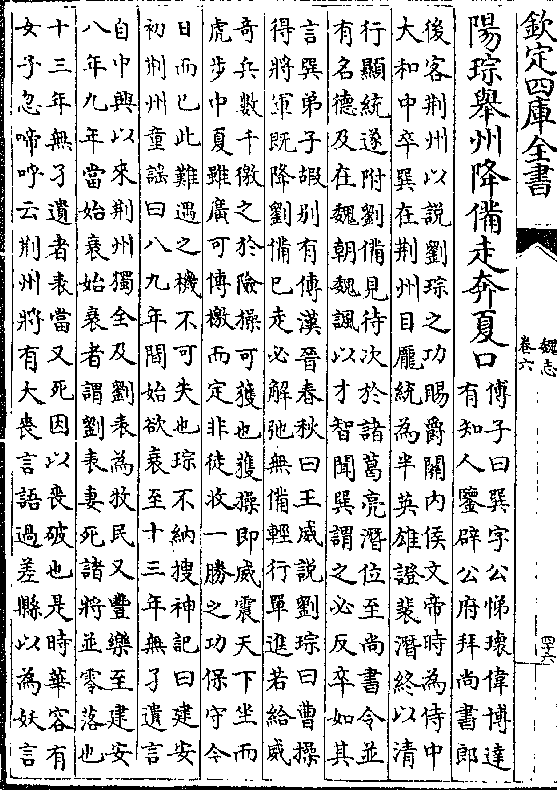 欽定四庫全書
魏志
卷六
陽琮舉州降備走奔夏口
傅子曰巽字公悌瓌偉博達
有知人鑒辟公府拜尚書郎
後客荆州以説劉琮之功賜爵關内侯文帝時為侍中
大和中卒巽在荆州目龎統為半英雄證裴潛終以清
行顯統遂附劉備見待次於諸葛亮潛位至尚書令並
有名德及在魏朝魏諷以才智聞巽謂之必反卒如其
言巽弟子嘏别有傳漢晉春秋曰王威説劉琮曰曹操
得將軍既降劉備已走必解弛無備輕行單進若給威
奇兵數千徼之於險操可獲也獲操即威震天下坐而
虎步中夏雖廣可傳檄而定非徒收一勝之功保守今
日而已此難遇之機不可失也琮不納搜神記曰建安
初荆州童謡曰八九年間始欲衰至十三年無孑遺言
自中興以來荆州獨全及劉表為牧民又豐樂至建安
八年九年當始衰始衰者謂劉表妻死諸將並零落也
十三年無孑遺者表當又死因以喪破也是時華容有
女子忽啼呼云荆州將有大喪言語過差縣以為妖言